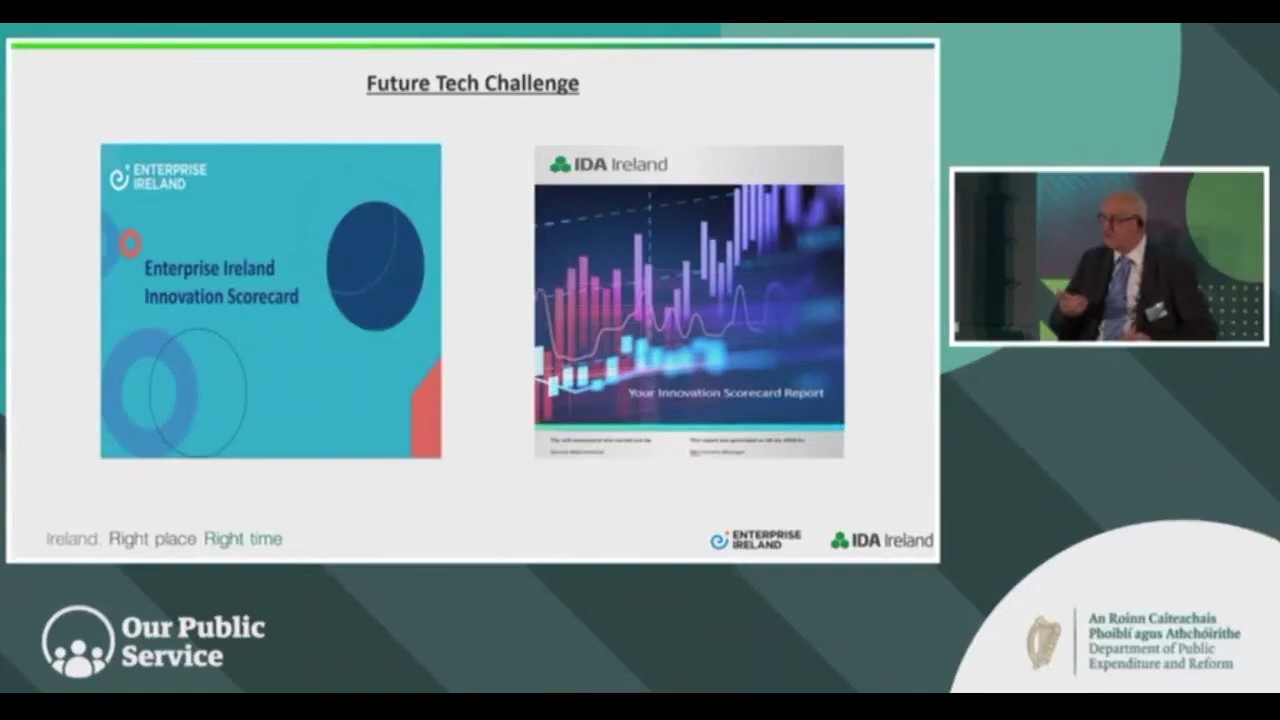 Future Tech Challenge
ENTERPRISE
IRELAND
Enterprise Ireland
Innovation Scorecard
IDA Ireland
Your Innovation Scorecard Report
Ireland. Right place Right time
ENTERPRISE
IRELAND
IDA Ireland
Our Public
Service
An Roinn Caiteachais
Phoiblí agus Athchóirithe
Department of Public
Expenditure and Reform